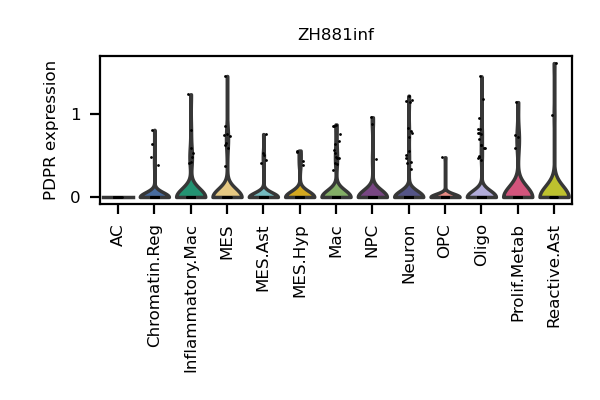 ZH881inf
PDPR expression
1
0
AC
Chromatin.Reg
Inflammatory.Mac
MES
MES.Ast
MES.Hyp
Mac
NPC
Neuron
OPC
Oligo
Prolif.Metab
Reactive.Ast